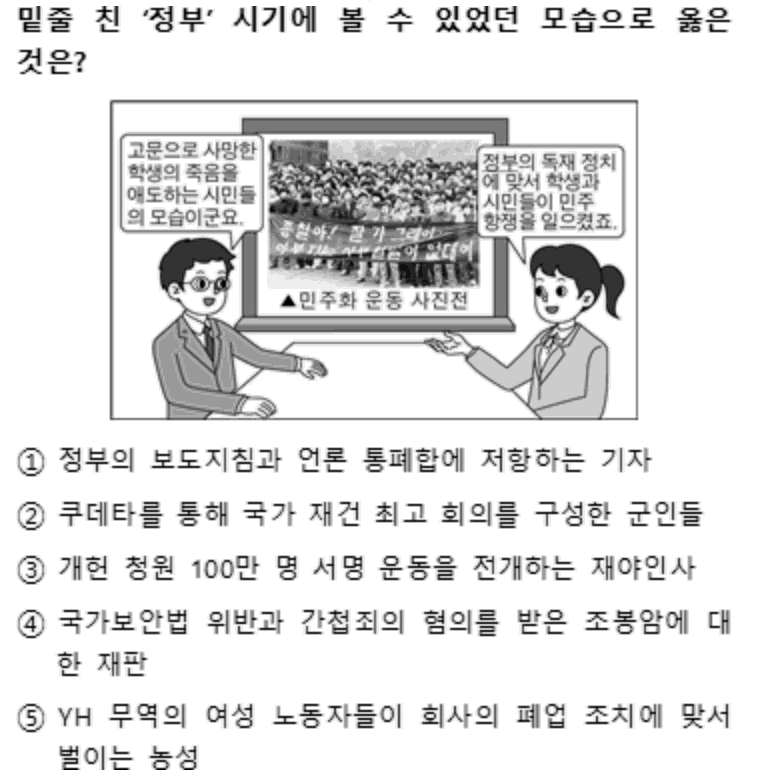 밑줄 친 ‘정부’ 시기에 볼 수 있었던 모습으로 옳은
것은?
고문으로 사망한
학생의 죽음을
애도하는 시민들
의 모습이군요.
종철아! 잘 가그레이
▲민주화 운동 사진전
정부의 독재 정치
에 맞서 학생과
시민들이 민주
항쟁을 일으켰죠.
① 정부의 보도지침과 언론 통폐합에 저항하는 기자
② 쿠데타를 통해 국가 재건 최고 회의를 구성한 군인들
③ 개헌 청원 100만 명 서명 운동을 전개하는 재야인사
④ 국가보안법 위반과 간첩죄의 혐의를 받은 조봉암에 대
한 재판
⑤ YH 무역의 여성 노동자들이 회사의 폐업 조치에 맞서
벌이는 농성